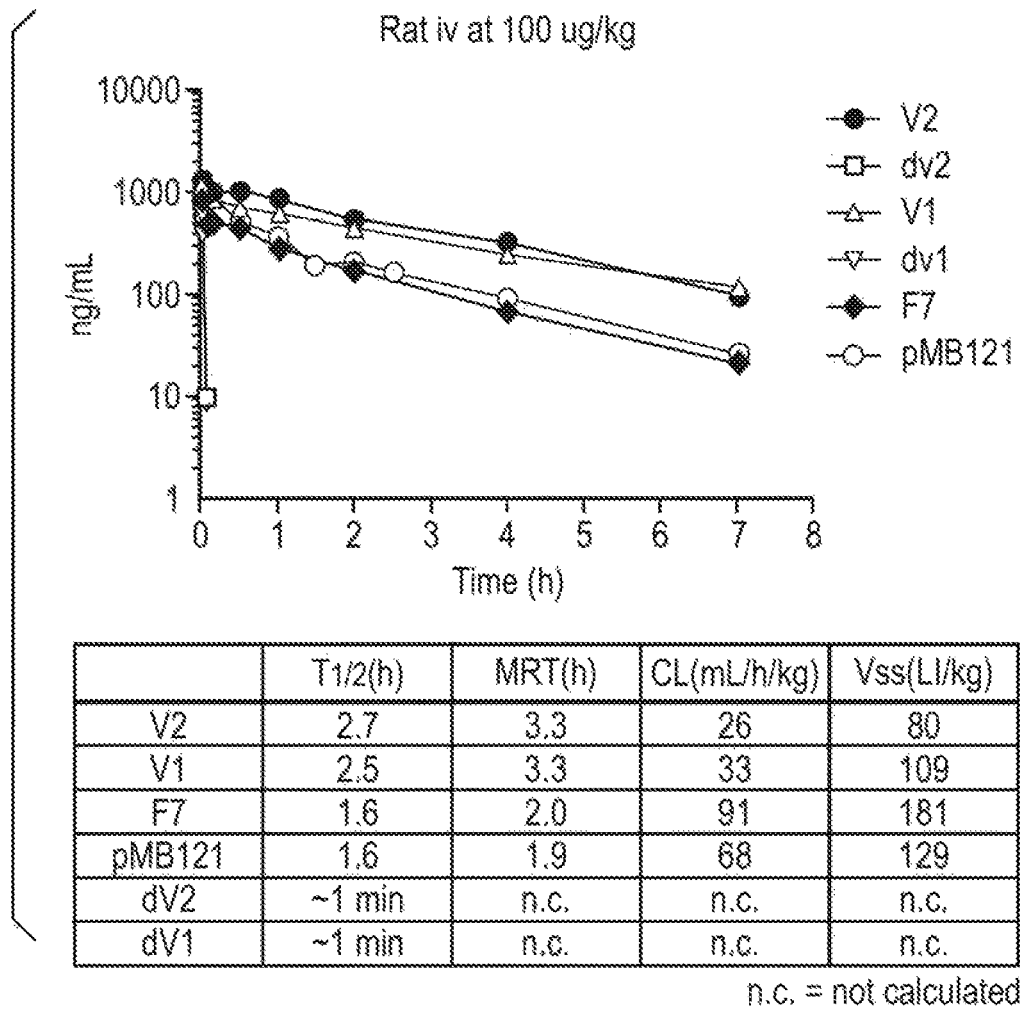 Rat iv at 100 ug/kg
10000
1000
100
10
1
ng/mL
0 1 2 3 4 5 6 7 8
Time (h)
V2
dv2
V1
dv1
F7
pMB121
T1/2(h) MRT(h) CL(mL/h/kg) Vss(LI/kg)
V2 2.7 3.3 26 80
V1 2.5 3.3 33 109
F7 1.6 2.0 91 181
pMB121 1.6 1.9 68 129
dV2 ~1 min n.c. n.c. n.c.
dV1 ~1 min n.c. n.c. n.c.
n.c. = not calculated